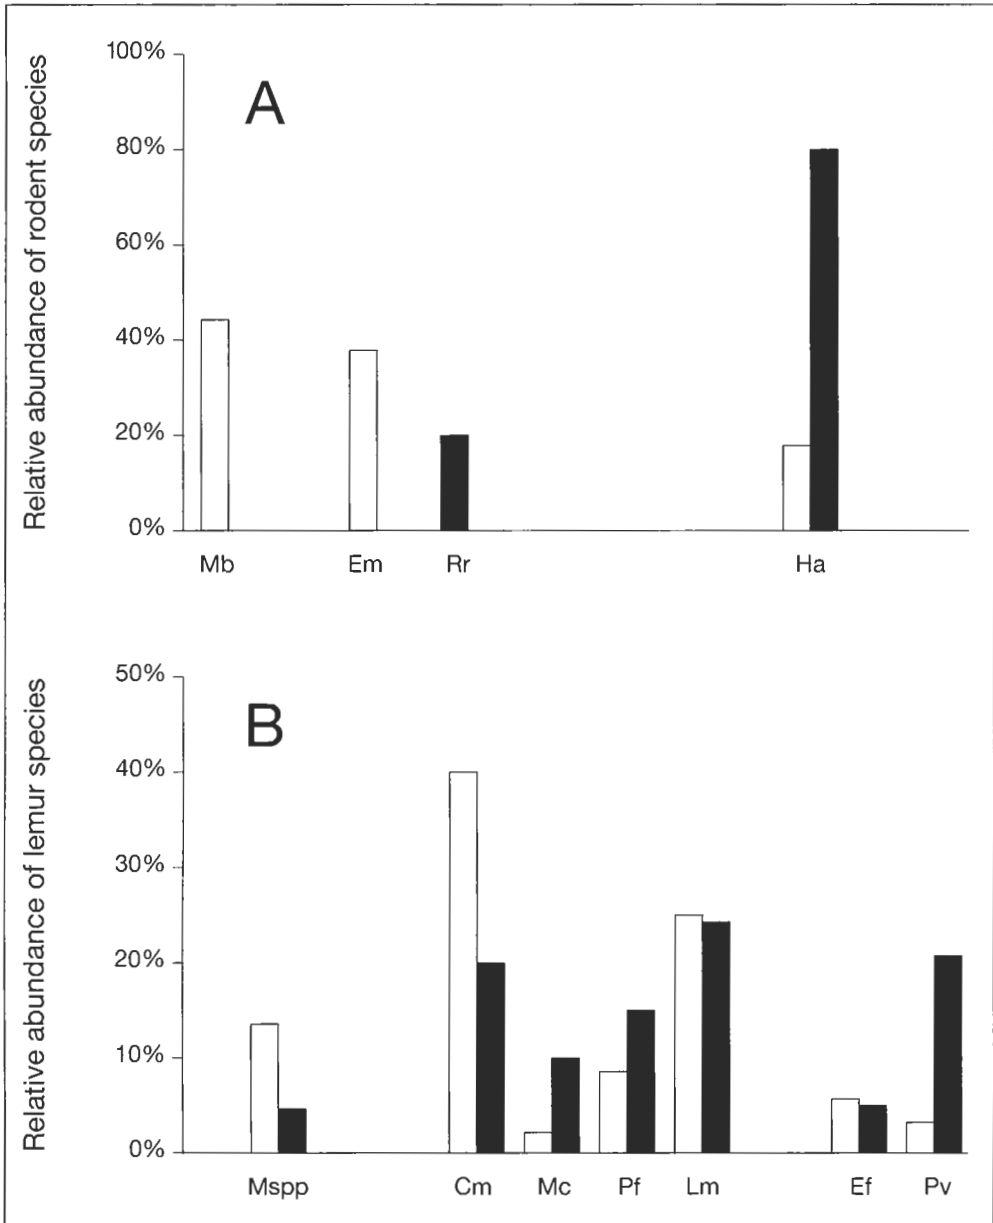 Relative abundance of rodent species
100%
80%
60%
40%
20%
0%
A
Mb Em Rr Ha
Relative abundance of lemur species
50%
40%
30%
20%
10%
0%
B
Mspp Cm Mc Pf Lm Ef Pv